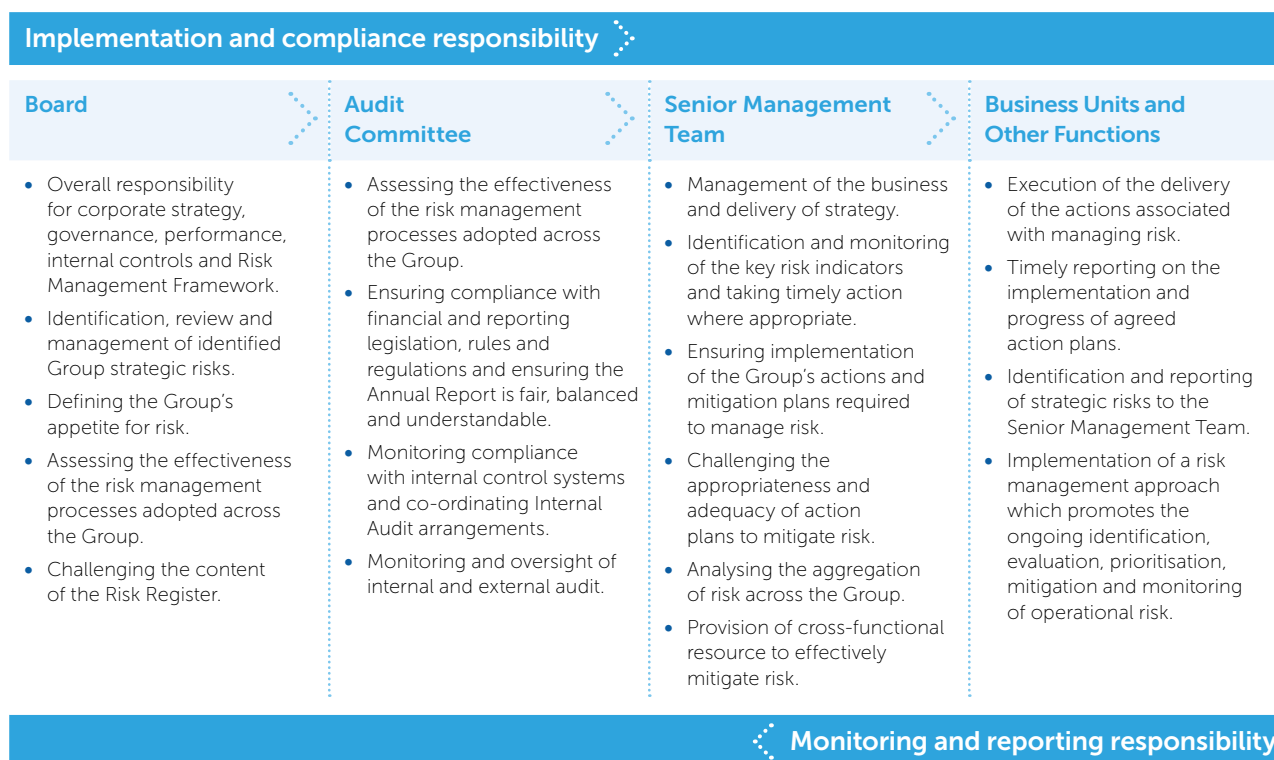 Implementation and compliance responsibility
Board
• Overall responsibility
for corporate strategy,
governance, performance,
internal controls and Risk
Management Framework.
• Identification, review and
management of identified
Group strategic risks.
• Defining the Group's
appetite for risk.
• Assessing the effectiveness
of the risk management
processes adopted across
the Group.
• Challenging the content
of the Risk Register.
Audit
Committee
• Assessing the effectiveness
of the risk management
processes adopted across
the Group.
• Ensuring compliance with
financial and reporting
legislation, rules and
regulations and ensuring the
Annual Report is fair, balanced
and understandable.
• Monitoring compliance
with internal control systems
and co-ordinating Internal
Audit arrangements.
• Monitoring and oversight of
internal and external audit.
Senior Management
Team
• Management of the business
and delivery of strategy.
• Identification and monitoring
of the key risk indicators
and taking timely action
where appropriate.
• Ensuring implementation
of the Group's actions and
mitigation plans required
to manage risk.
• Challenging the
appropriateness and
adequacy of action
plans to mitigate risk.
• Analysing the aggregation
of risk across the Group.
• Provision of cross-functional
resource to effectively
mitigate risk.
Business Units and
Other Functions
• Execution of the delivery
of the actions associated
with managing risk.
• Timely reporting on the
implementation and
progress of agreed
action plans.
• Identification and reporting
of strategic risks to the
Senior Management Team.
• Implementation of a risk
management approach
which promotes the
ongoing identification,
evaluation, prioritisation,
mitigation and monitoring
of operational risk.
Monitoring and reporting responsibility